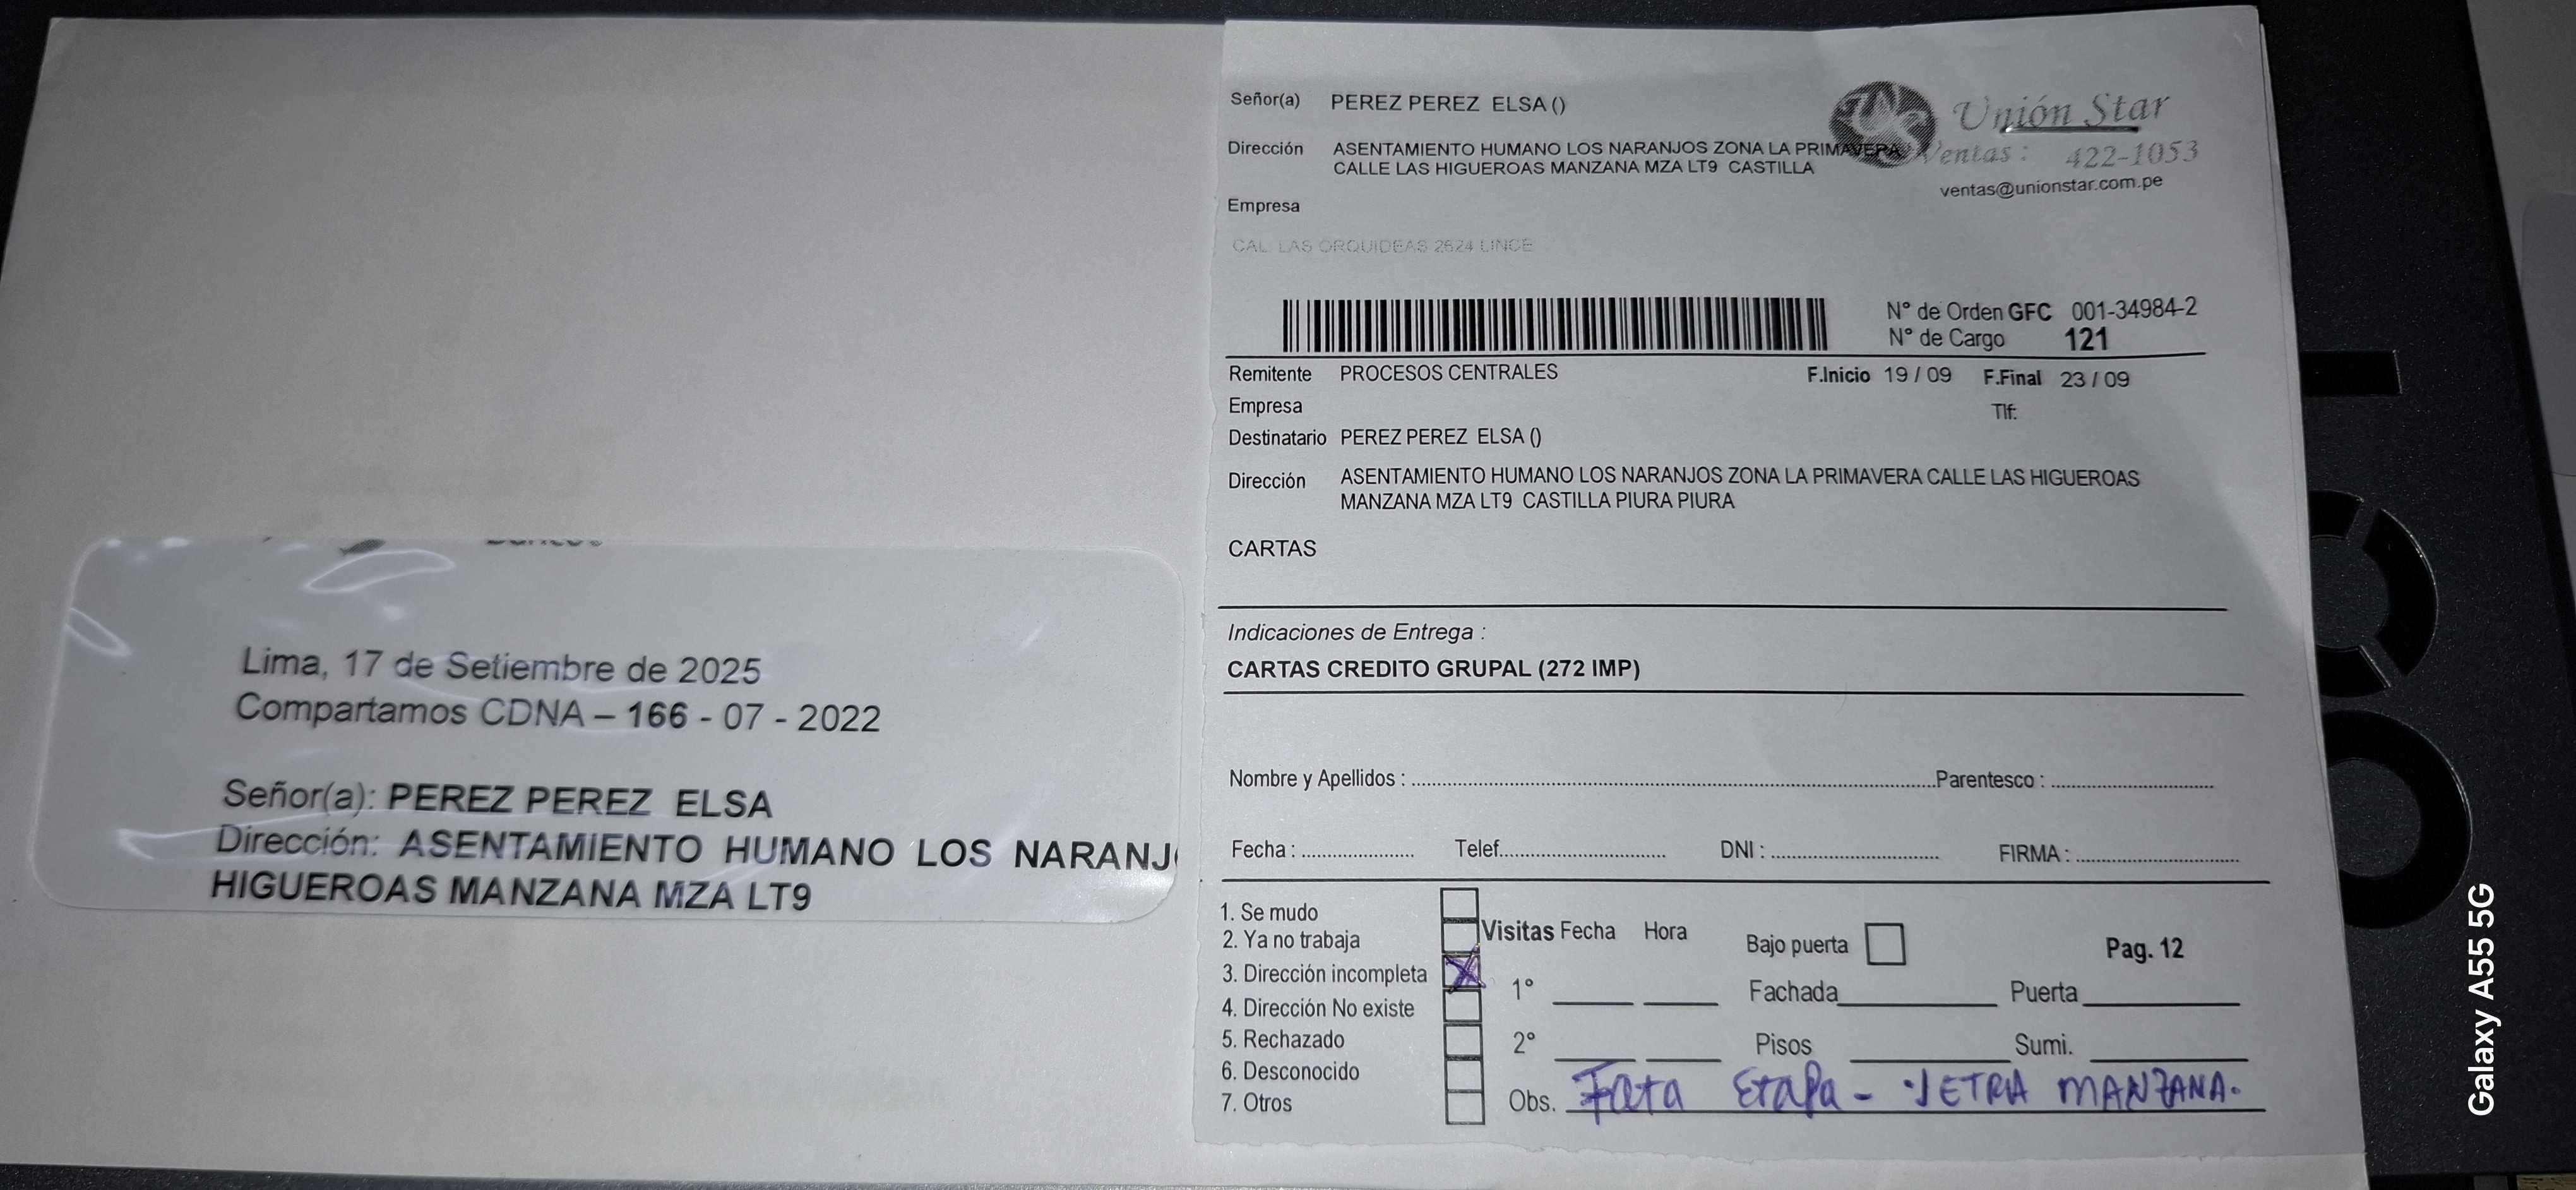 Lima, 17 de Setiembre de 2025
Compartamos CDNA – 166 - 07 - 2022
Señor(a): PEREZ PEREZ ELSA
Dirección: ASENTAMIENTO HUMANO LOS NARANJ
HIGUEROAS MANZANA MZA LT9
Señor(a) PEREZ PEREZ ELSA ()
Dirección ASENTAMIENTO HUMANO LOS NARANJOS ZONA LA PRIMAVERA
CALLE LAS HIGUEROAS MANZANA MZA LT9 CASTILLA
Unión Star
Ventas : 422-1053
ventas@unionstar.com.pe
Empresa
CAL. LAS ORQUIDEAS 2624 LINCE
N° de Orden GFC 001-34984-2
N° de Cargo 121
Remitente PROCESOS CENTRALES F.Inicio 19 / 09 F.Final 23 / 09
Empresa Tlf:
Destinatario PEREZ PEREZ ELSA ()
Dirección ASENTAMIENTO HUMANO LOS NARANJOS ZONA LA PRIMAVERA CALLE LAS HIGUEROAS
MANZANA MZA LT9 CASTILLA PIURA PIURA
CARTAS
Indicaciones de Entrega :
CARTAS CREDITO GRUPAL (272 IMP)
Nombre y Apellidos : Parentesco :
Fecha : Telef. DNI : FIRMA :
1. Se mudo
2. Ya no trabaja
3. Dirección incompleta
4. Dirección No existe
5. Rechazado
6. Desconocido
7. Otros
Visitas Fecha Hora Bajo puerta Pag. 12
1° Fachada Puerta
2° Pisos Sumi.
Obs. Etapa - LETRA MANZANA.
Galaxy A55 5G